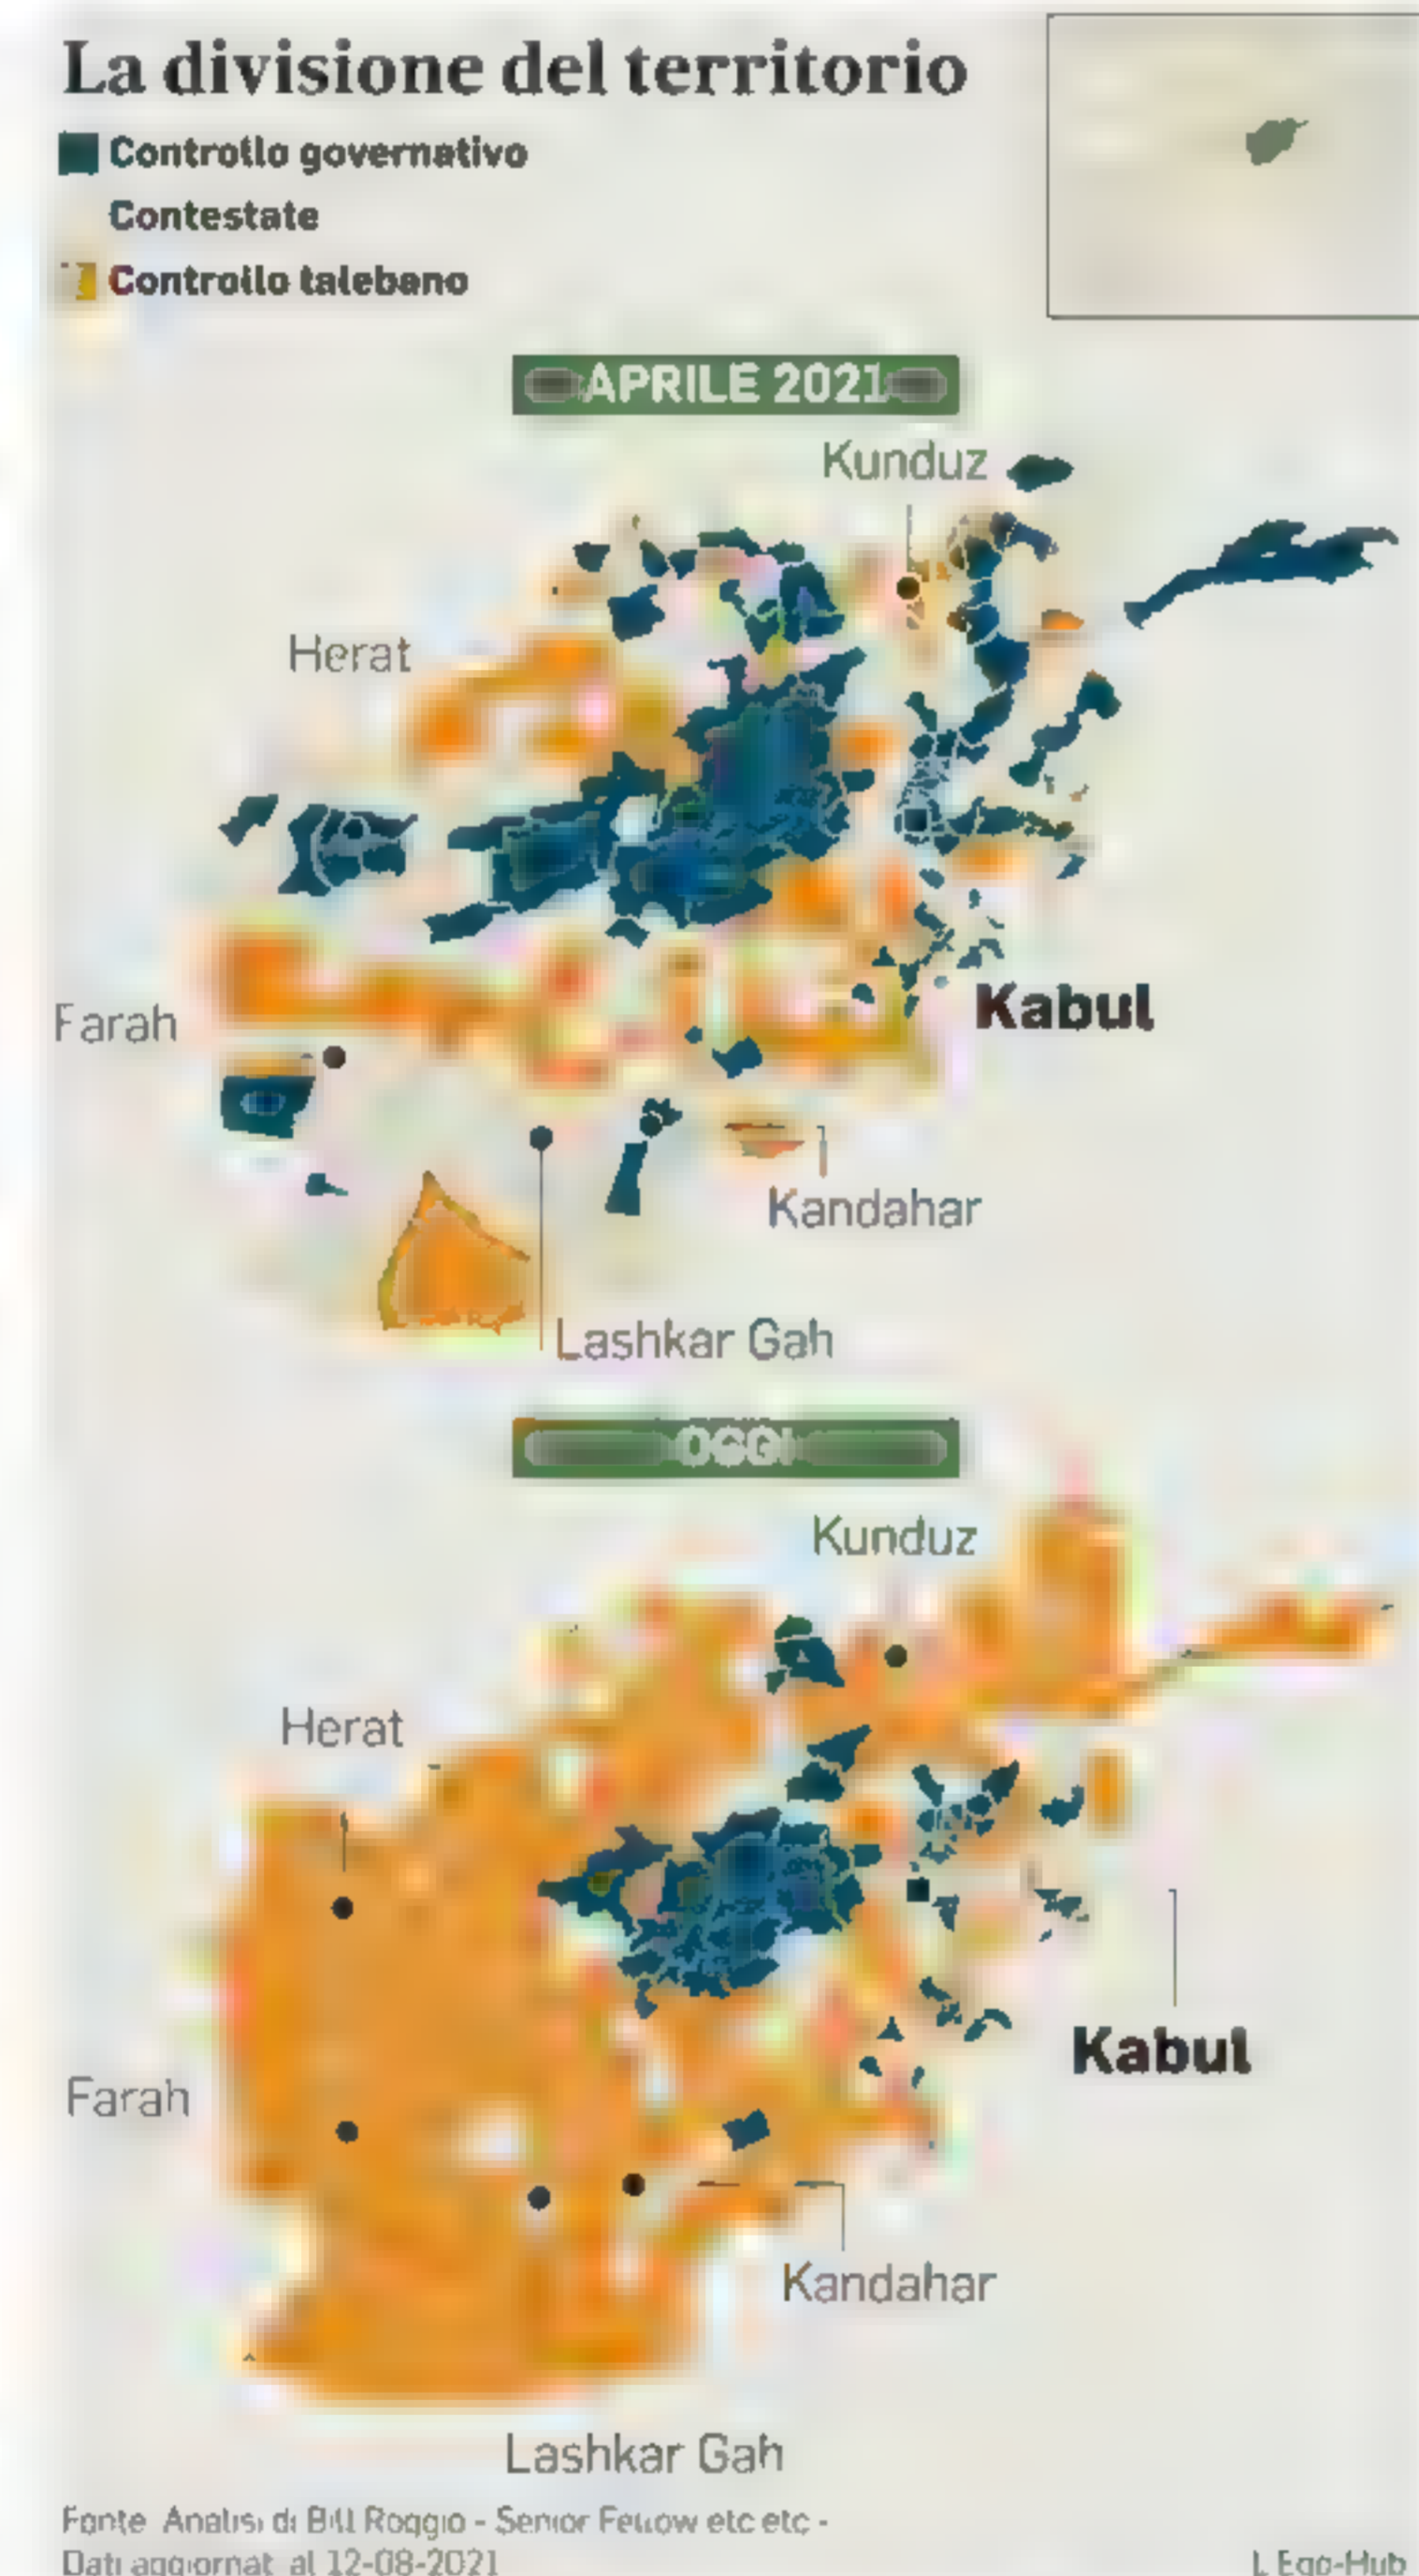 La divisione del territorio
Controllo governativo
Contestate
Controllo talebano
APRILE 2021
Kunduz
Herat
Farah
Kabul
Kandahar
Lashkar Gah
OGGI
Kunduz
Herat
Kabul
Farah
Kandahar
Lashkar Gah
Fonte Analisi di Bill Roggio - Senior Fellow etc etc -
Dati aggiornati al 12-08-2021
L'Ego-Hub